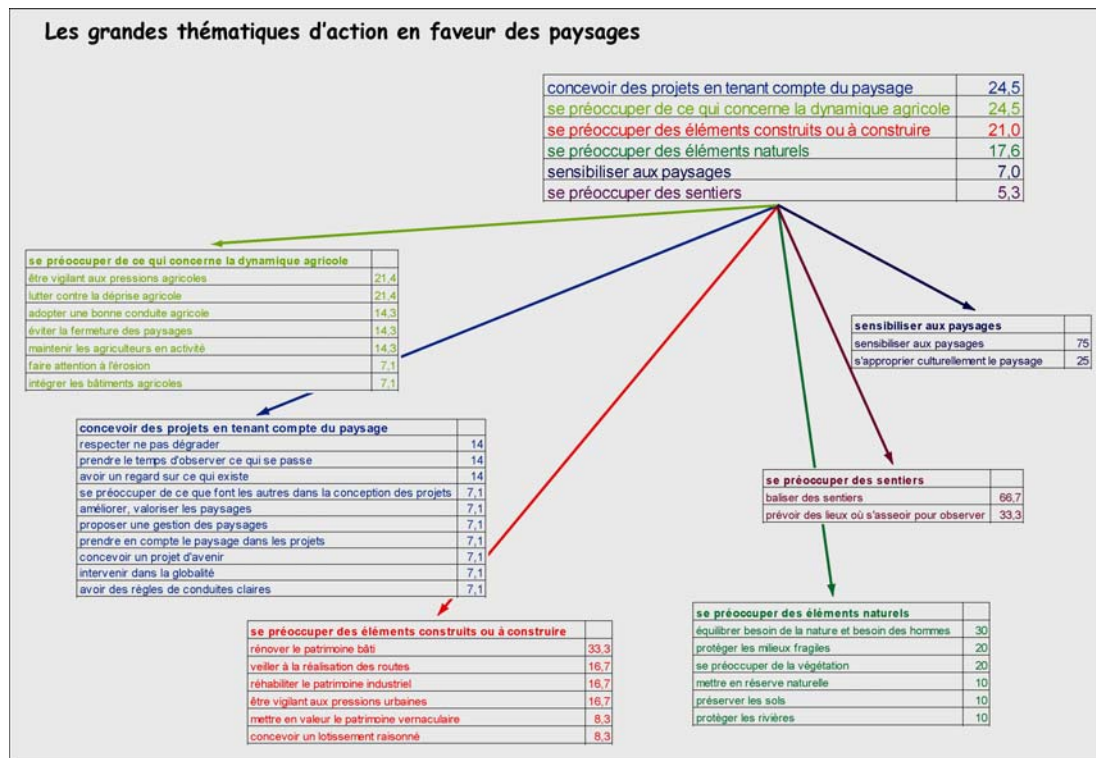 Les grandes thématiques d'action en faveur des paysages
concevoir des projets en tenant compte du paysage 24,5
se préoccuper de ce qui concerne la dynamique agricole 24,5
se préoccuper des éléments construits ou à construire 21,0
se préoccuper des éléments naturels 17,6
sensibiliser aux paysages 7,0
se préoccuper des sentiers 5,3
se préoccuper de ce qui concerne la dynamique agricole
être vigilant aux pressions agricoles 21,4
lutter contre la déprise agricole 21,4
adopter une bonne conduite agricole 14,3
éviter la fermeture des paysages 14,3
maintenir les agriculteurs en activité 14,3
faire attention à l'érosion 7,1
intégrer les bâtiments agricoles 7,1
sensibiliser aux paysages
sensibiliser aux paysages 75
s'approprier culturellement le paysage 25
concevoir des projets en tenant compte du paysage
respecter ne pas dégrader 14
prendre le temps d'observer ce qui se passe 14
avoir un regard sur ce qui existe 14
se préoccuper de ce que font les autres dans la conception des projets 7,1
améliorer, valoriser les paysages 7,1
proposer une gestion des paysages 7,1
prendre en compte le paysage dans les projets 7,1
concevoir un projet d'avenir 7,1
intervenir dans la globalité 7,1
avoir des règles de conduites claires 7,1
se préoccuper des sentiers
baliser des sentiers 66,7
prévoir des lieux où s'asseoir pour observer 33,3
se préoccuper des éléments construits ou à construire
rénover le patrimoine bâti 33,3
veiller à la réalisation des routes 16,7
réhabiliter le patrimoine industriel 16,7
être vigilant aux pressions urbaines 16,7
mettre en valeur le patrimoine vernaculaire 8,3
concevoir un lotissement raisonné 8,3
se préoccuper des éléments naturels
équilibrer besoin de la nature et besoin des hommes 30
protéger les milieux fragiles 20
se préoccuper de la végétation 20
mettre en réserve naturelle 10
préserver les sols 10
protèger les rivières 10